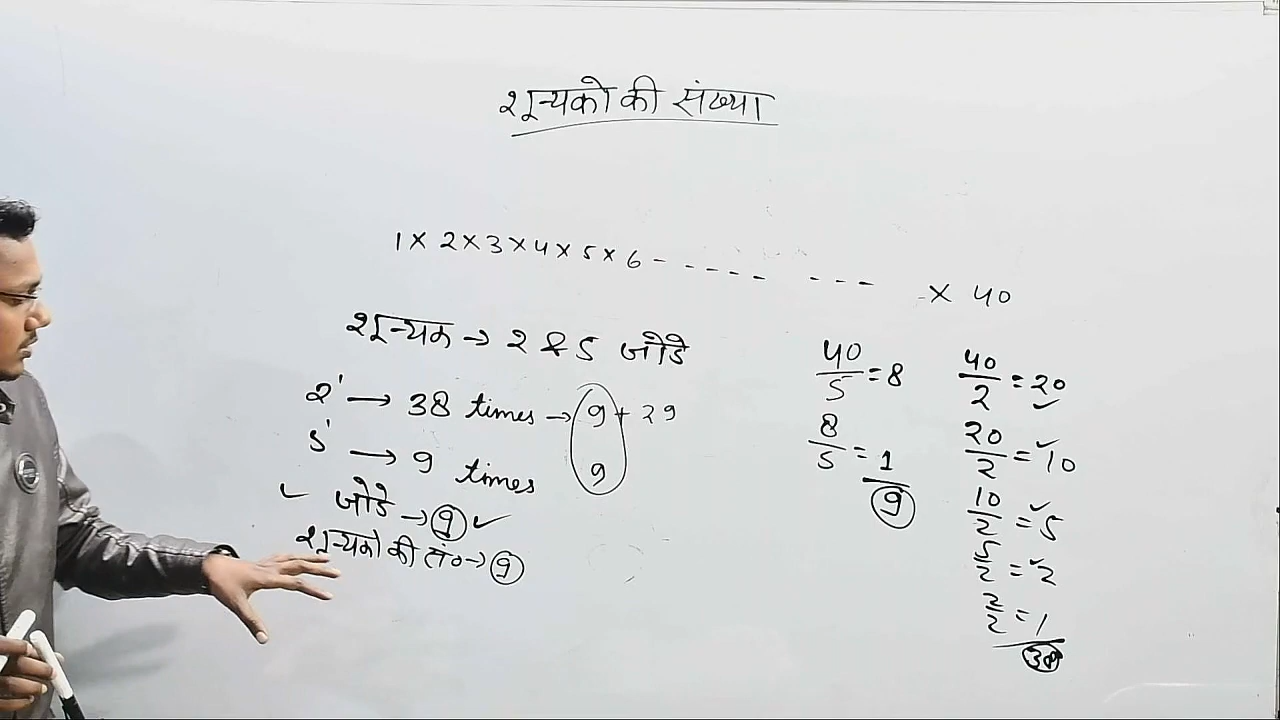 शून्यको की संख्या
1 × 2 × 3 × 4 × 5 × 6 - - - - - - - - - × 40
शून्यक → 2 & 5 जोडे
2' → 38 times → 9 + 29
5' → 9 times 9
✓ जोडे → 9 ✓
शून्यको की सं० → 9
40/5 = 8
8/5 = 1
9
40/2 = 20 ✓
20/2 = 10 ✓
10/2 = 5 ✓
5/2 = 2 ✓
2/2 = 1
38